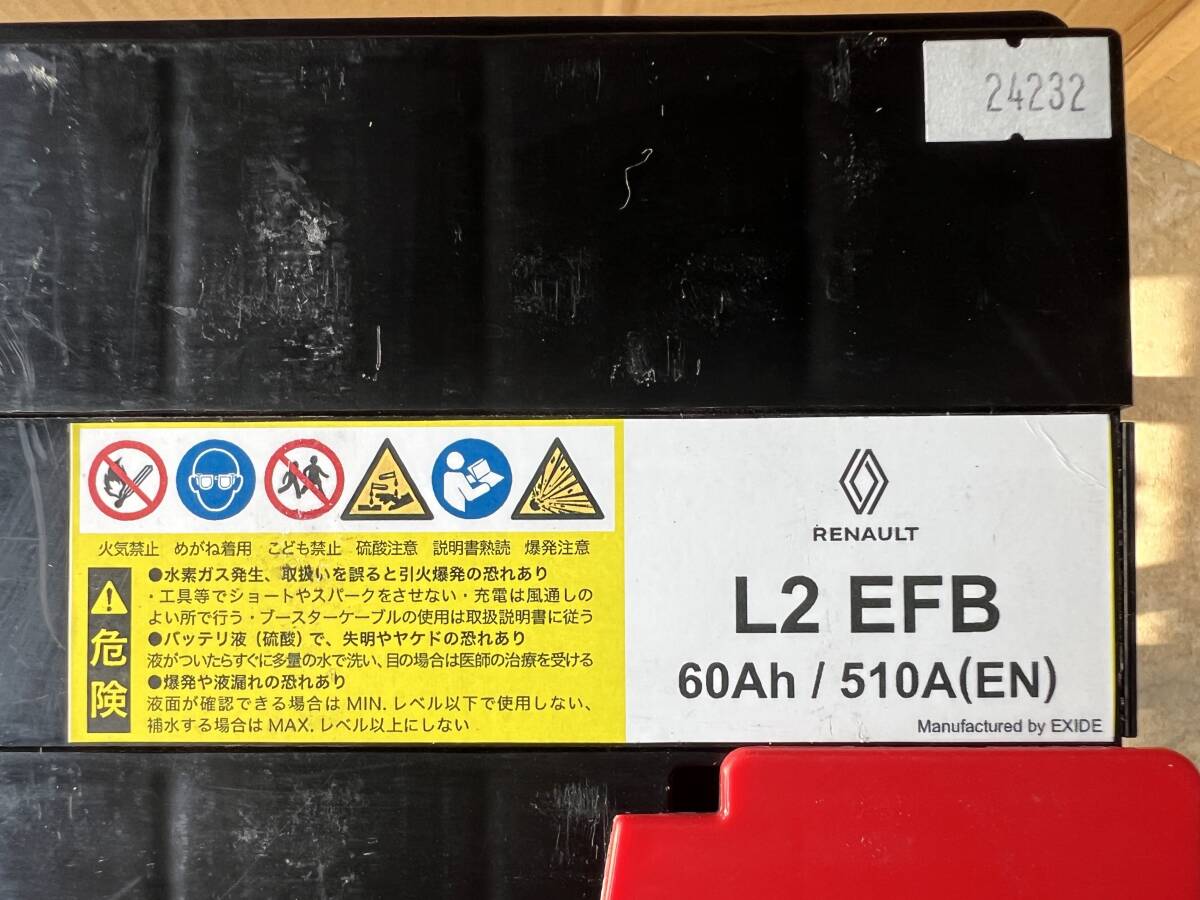 24232
火気禁止 めがね着用 こども禁止 硫酸注意 説明書熟読 爆発注意
危険
●水素ガス発生、取扱いを誤ると引火爆発の恐れあり
・工具等でショートやスパークをさせない・充電は風通しの
よい所で行う・ブースターケーブルの使用は取扱説明書に従う
●バッテリ液（硫酸）で、失明やヤケドの恐れあり
液がついたらすぐに多量の水で洗い、目の場合は医師の治療を受ける
●爆発や液漏れの恐れあり
液面が確認できる場合は MIN. レベル以下で使用しない、
補水する場合は MAX. レベル以上にしない
RENAULT
L2 EFB
60Ah / 510A(EN)
Manufactured by EXIDE